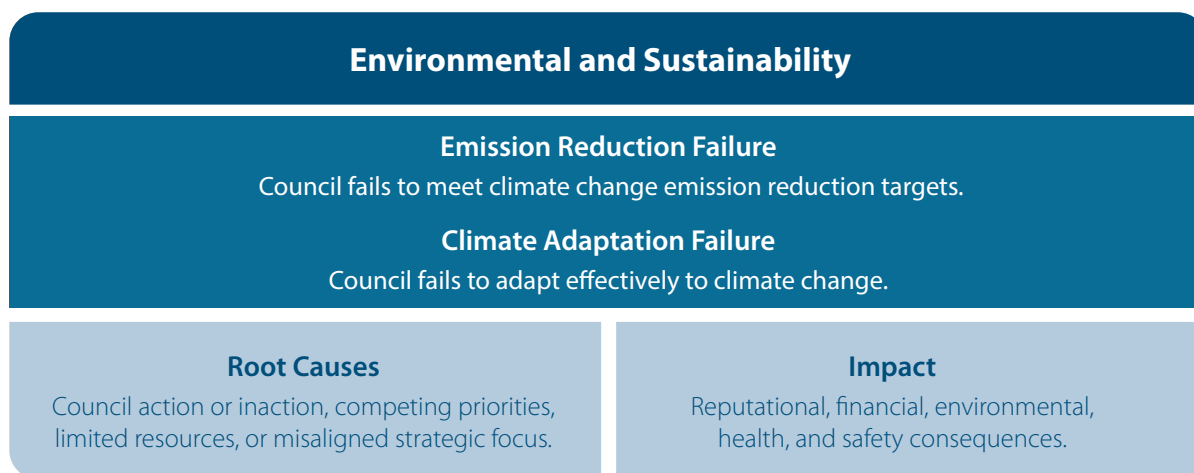 Environmental and Sustainability
Emission Reduction Failure
Council fails to meet climate change emission reduction targets.
Climate Adaptation Failure
Council fails to adapt effectively to climate change.
Root Causes
Council action or inaction, competing priorities,
limited resources, or misaligned strategic focus.
Impact
Reputational, financial, environmental,
health, and safety consequences.